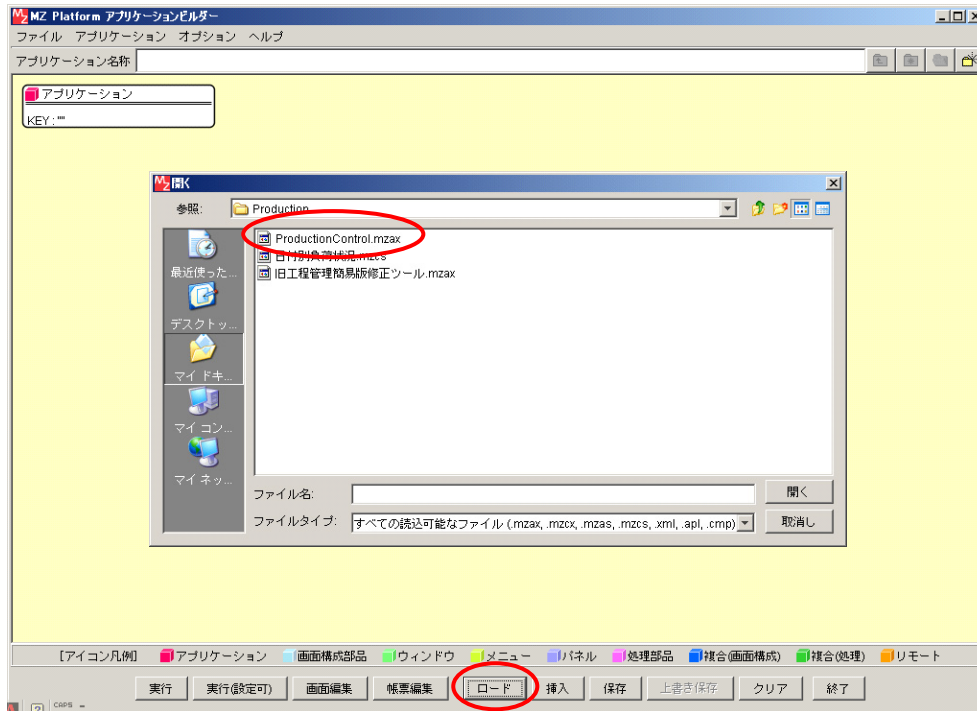 MZ Platform アプリケーションビルダー
ファイル アプリケーション オプション ヘルプ
アプリケーション名称
アプリケーション
KEY : ""
開く
参照: Production
ProductionControl.mzax
日付別負荷状況.mzcs
旧工程管理簡易版修正ツール.mzax
最近使った...
デスクトッ...
マイ ドキ...
マイ コン...
マイ ネッ...
ファイル名: 開く
ファイルタイプ: すべての読込可能なファイル (.mzax, .mzcx, .mzas, .mzcs, .xml, .apl, .cmp) 取消し
[アイコン凡例] アプリケーション 画面構成部品 ウィンドウ メニュー パネル 処理部品 複合(画面構成) 複合(処理) リモート
実行 実行(設定可) 画面編集 帳票編集 ロード 挿入 保存 上書き保存 クリア 終了
CAPS